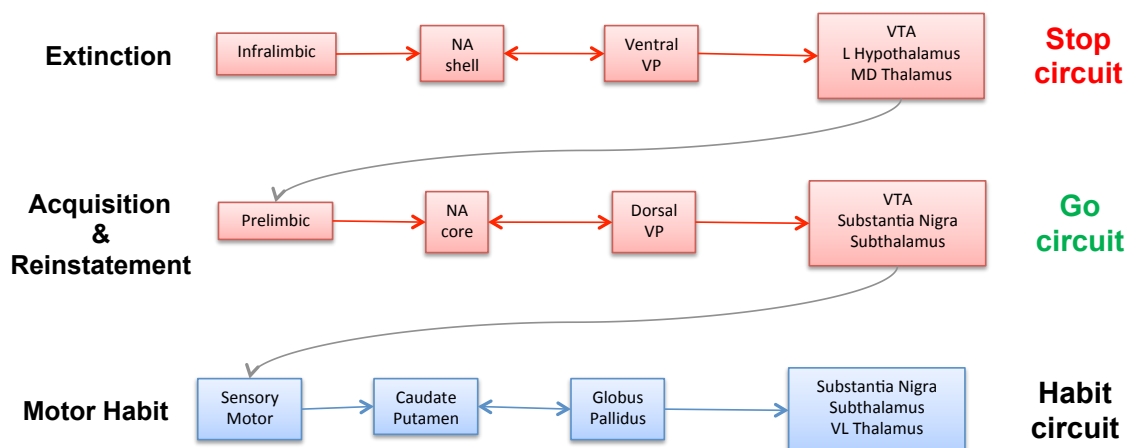 Extinction
Infralimbic
NA
shell
Ventral
VP
VTA
L Hypothalamus
MD Thalamus
Stop
circuit
Acquisition
&
Reinstatement
Prelimbic
NA
core
Dorsal
VP
VTA
Substantia Nigra
Subthalamus
Go
circuit
Motor Habit
Sensory
Motor
Caudate
Putamen
Globus
Pallidus
Substantia Nigra
Subthalamus
VL Thalamus
Habit
circuit